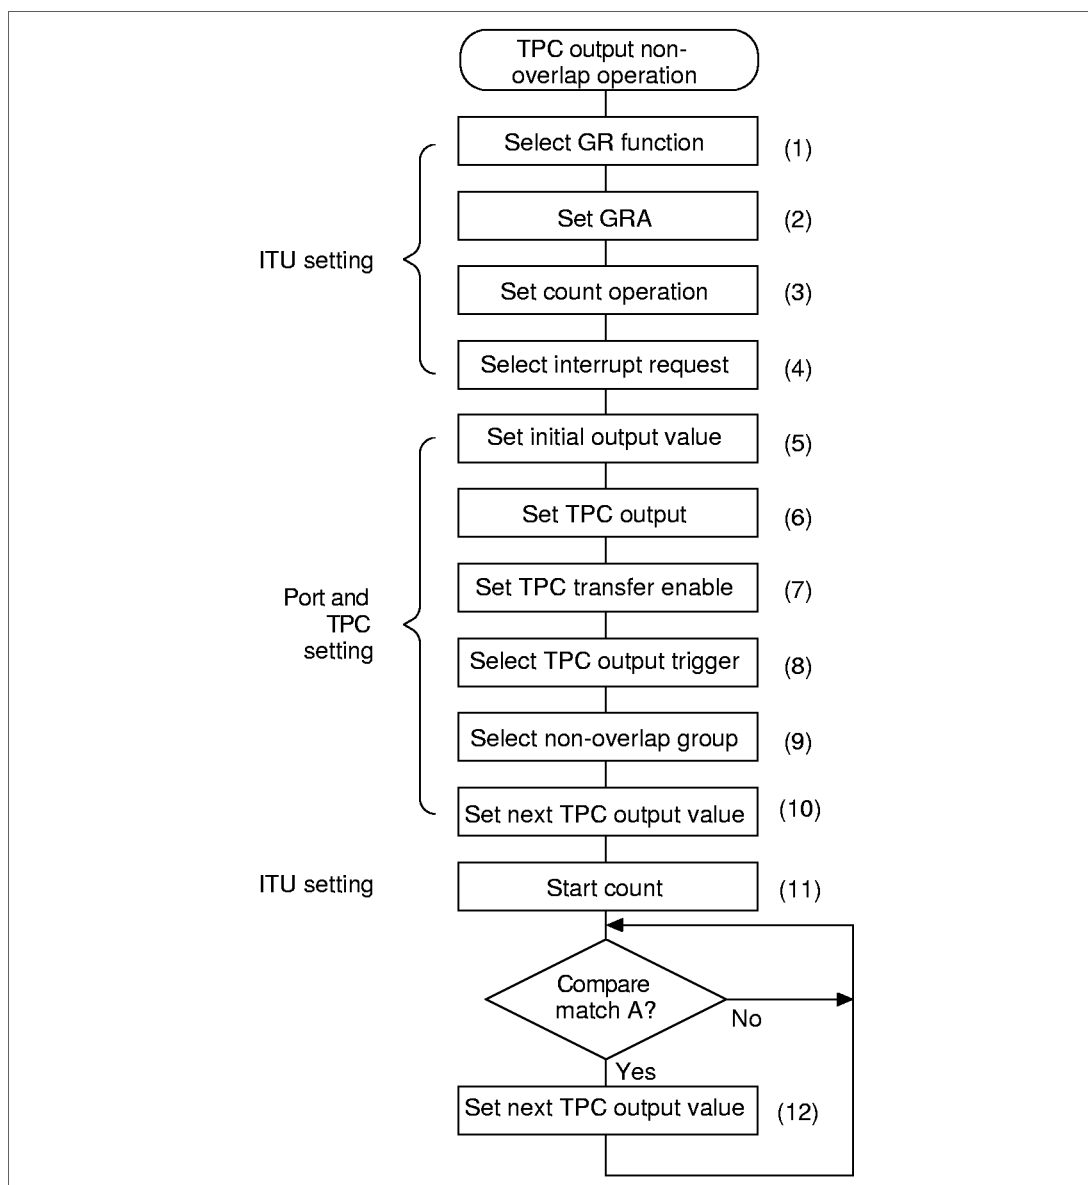 TPC output non-
overlap operation
Select GR function
(1)
Set GRA
(2)
ITU setting
Set count operation
(3)
Select interrupt request
(4)
Set initial output value
(5)
Set TPC output
(6)
Set TPC transfer enable
(7)
Port and
TPC
setting
Select TPC output trigger
(8)
Select non-overlap group
(9)
Set next TPC output value
(10)
ITU setting
Start count
(11)
Compare
match A?
No
Yes
Set next TPC output value
(12)